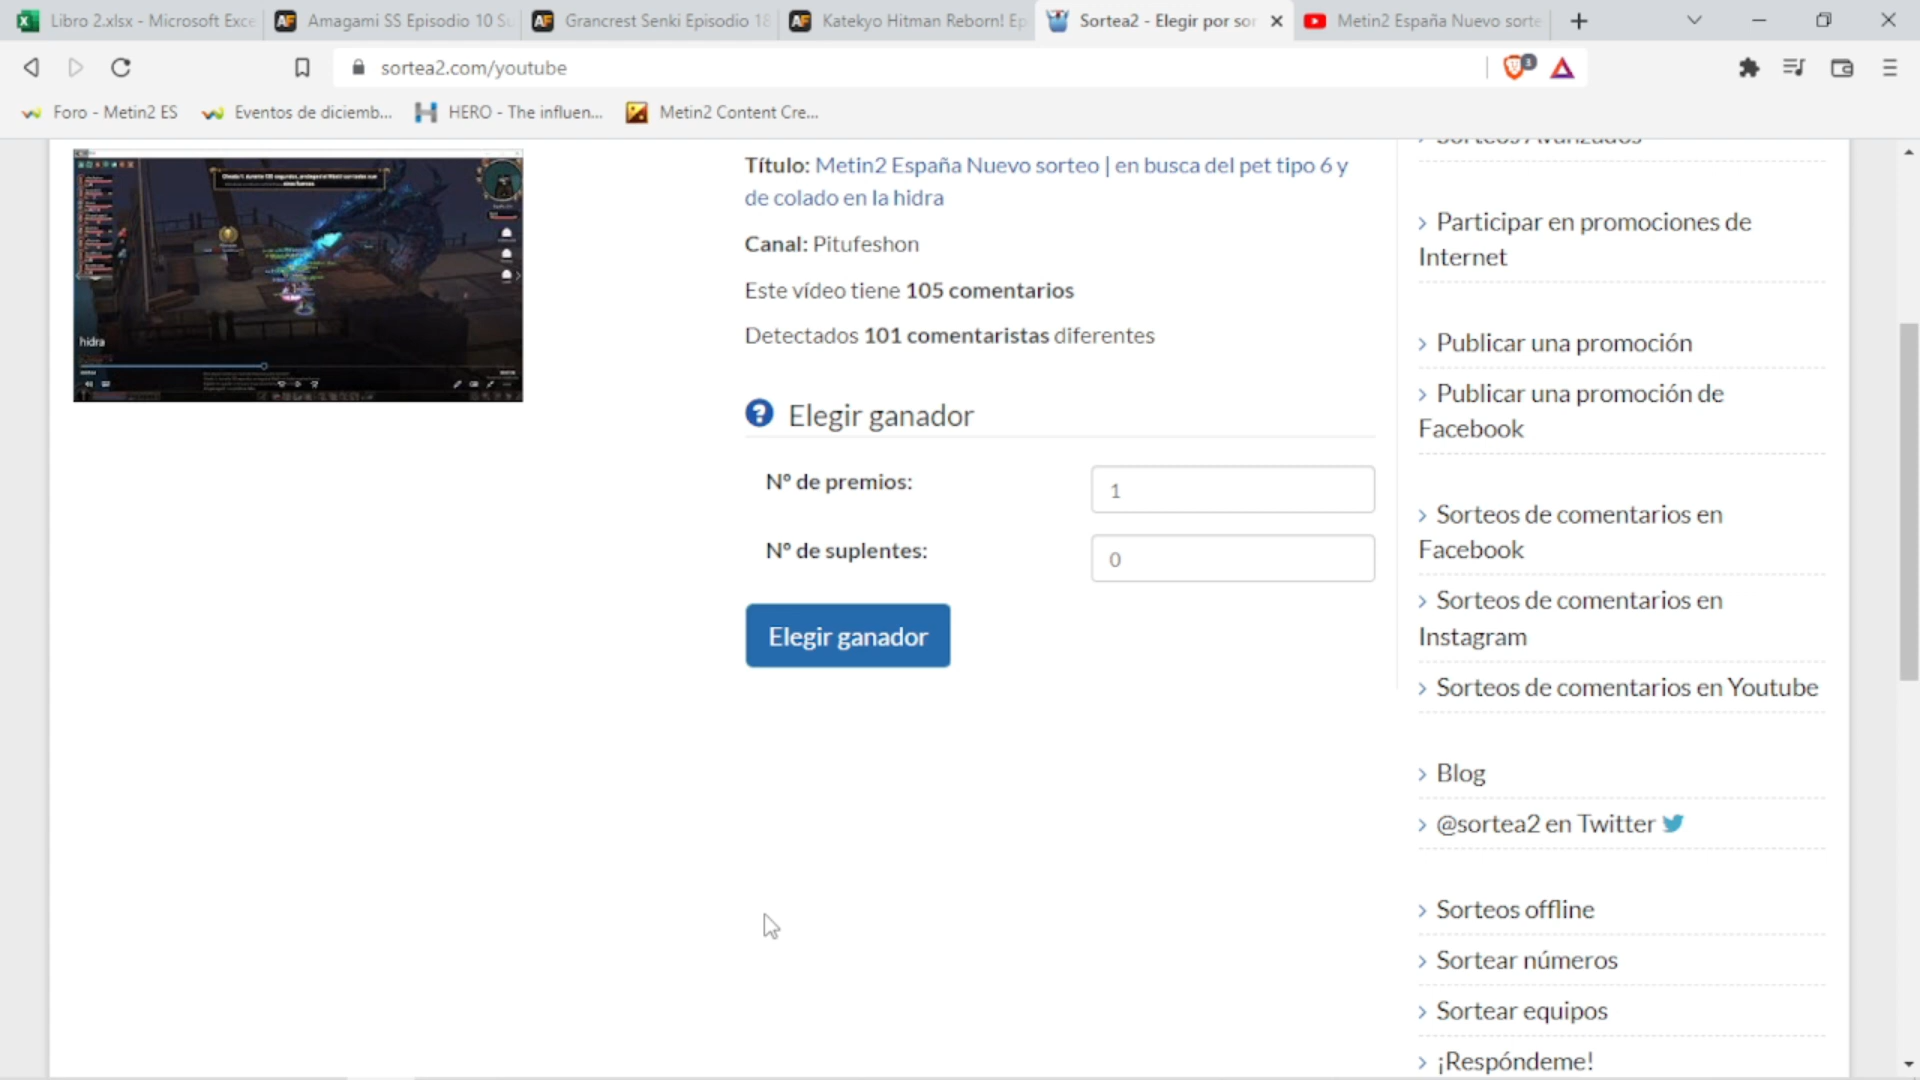 Libro 2.xlsx - Microsoft Exce
Amagami SS Episodio 10 Su
Grancrest Senki Episodio 18
Katekyo Hitman Reborn! Ep
Sortea2 - Elegir por sor
Metin2 España Nuevo sorte
sortea2.com/youtube
3
Foro - Metin2 ES
Eventos de diciemb...
HERO - The influen...
Metin2 Content Cre...
hidra
Título: Metin2 España Nuevo sorteo | en busca del pet tipo 6 y
de colado en la hidra
Canal: Pitufeshon
Este vídeo tiene 105 comentarios
Detectados 101 comentaristas diferentes
Elegir ganador
Nº de premios:
1
Nº de suplentes:
0
Elegir ganador
Sorteos Avanzados
Participar en promociones de
Internet
Publicar una promoción
Publicar una promoción de
Facebook
Sorteos de comentarios en
Facebook
Sorteos de comentarios en
Instagram
Sorteos de comentarios en Youtube
Blog
@sortea2 en Twitter
Sorteos offline
Sortear números
Sortear equipos
¡Respóndeme!